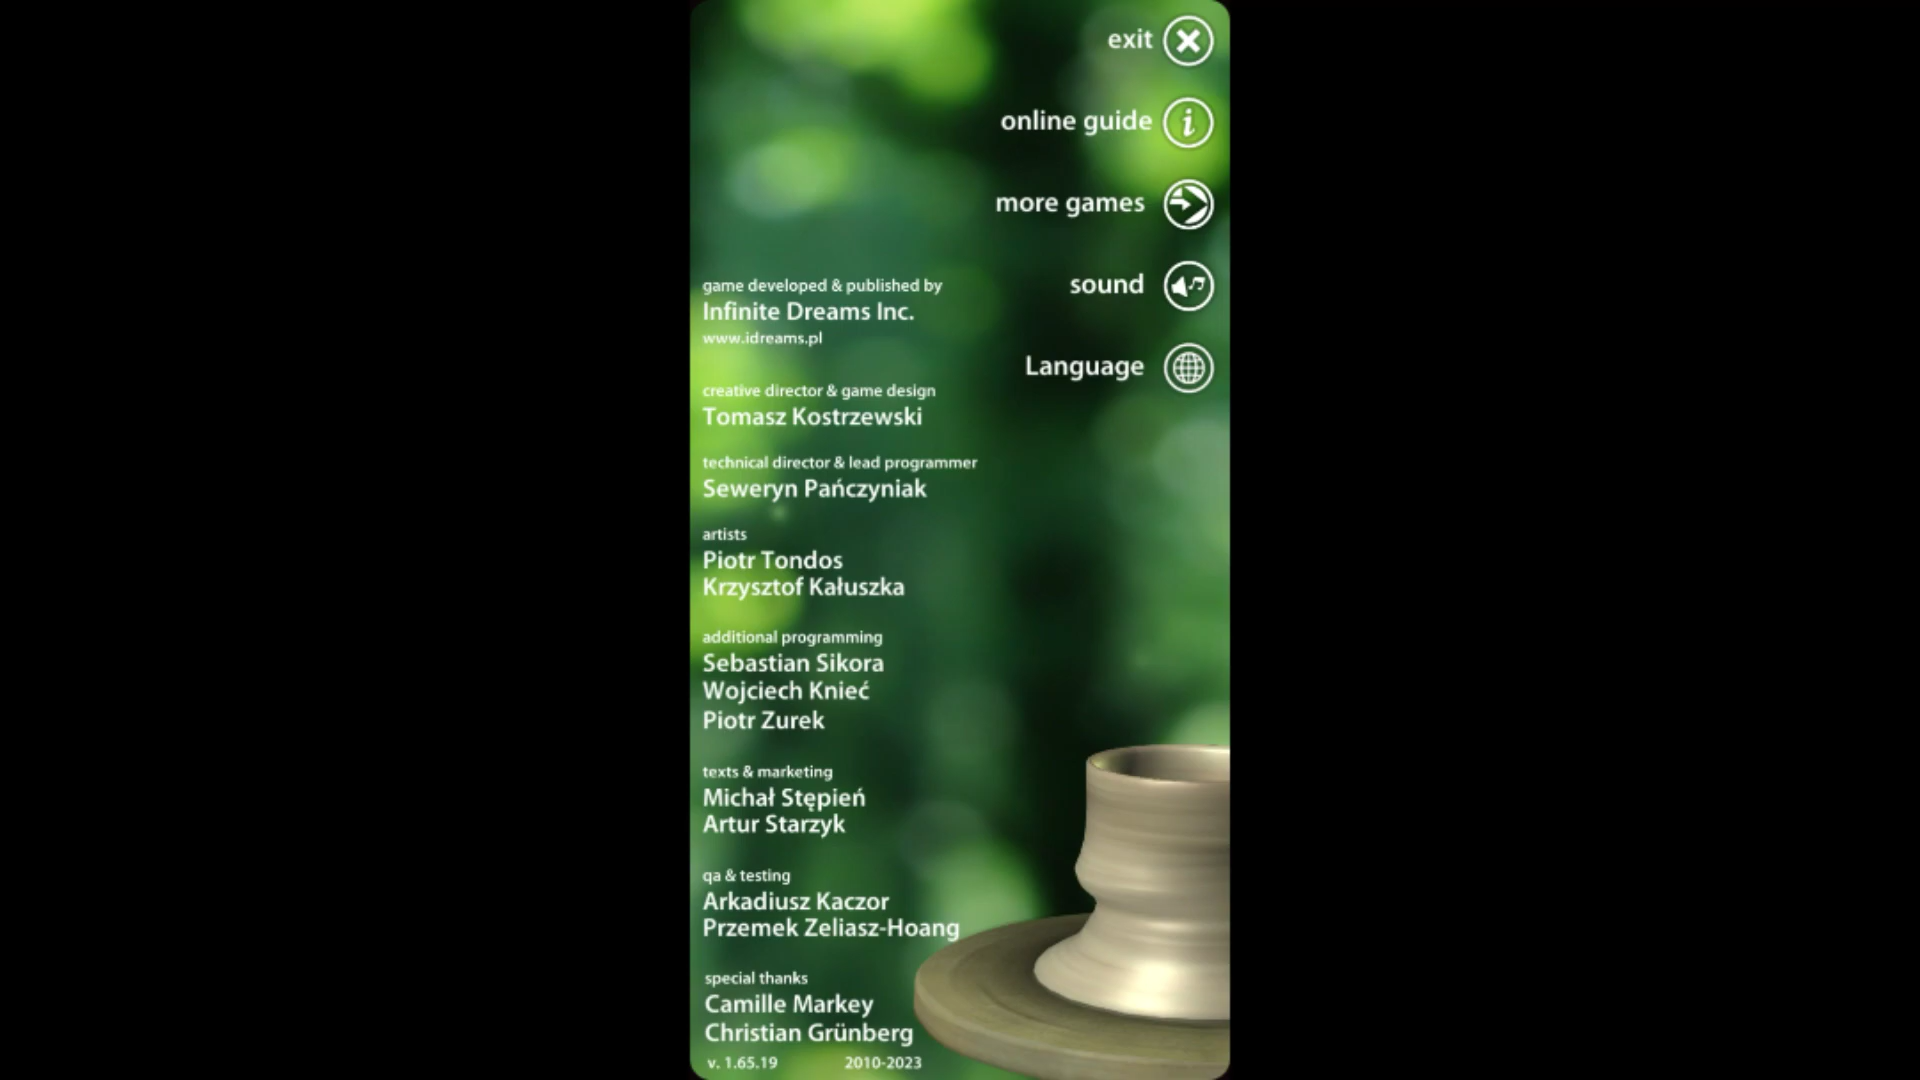 exit
online guide
more games
sound
Language
game developed & published by
Infinite Dreams Inc.
www.idreams.pl
creative director & game design
Tomasz Kostrzewski
technical director & lead programmer
Seweryn Pańczyniak
artists
Piotr Tondos
Krzysztof Kałuszka
additional programming
Sebastian Sikora
Wojciech Knieć
Piotr Zurek
texts & marketing
Michał Stępień
Artur Starzyk
qa & testing
Arkadiusz Kaczor
Przemek Zeliasz-Hoang
special thanks
Camille Markey
Christian Grünberg
v. 1.65.19 2010-2023